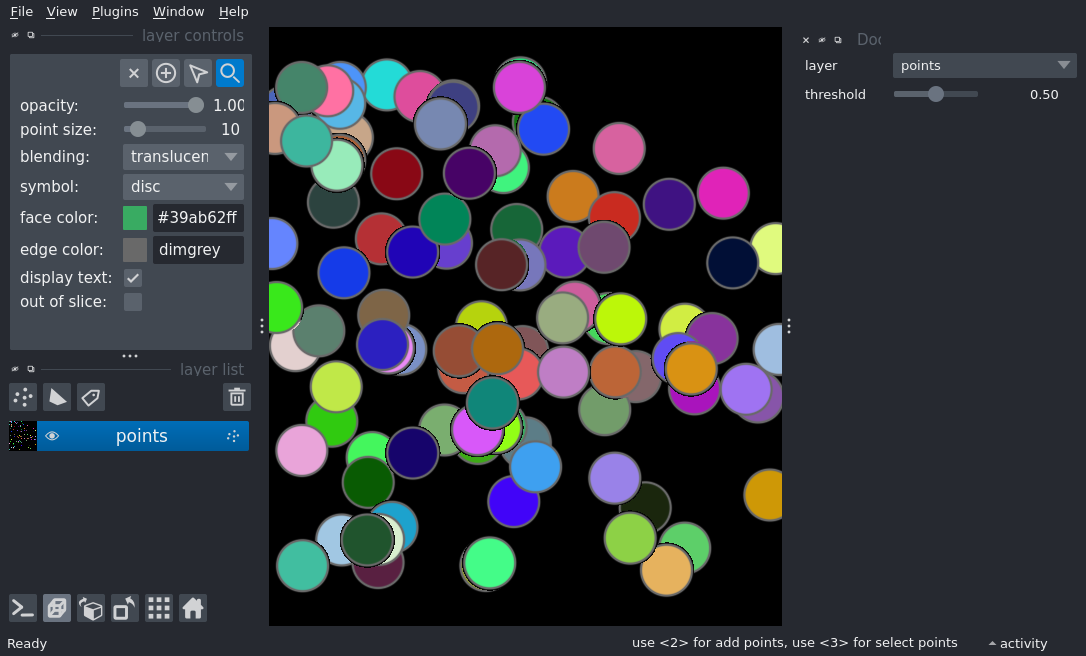 File View Plugins Window Help
layer controls
opacity: 1.00
point size: 10
blending: translucen
symbol: disc
face color: #39ab62ff
edge color: dimgrey
display text:
out of slice:
layer list
points
Doc
layer points
threshold 0.50
Ready
use <2> for add points, use <3> for select points
activity